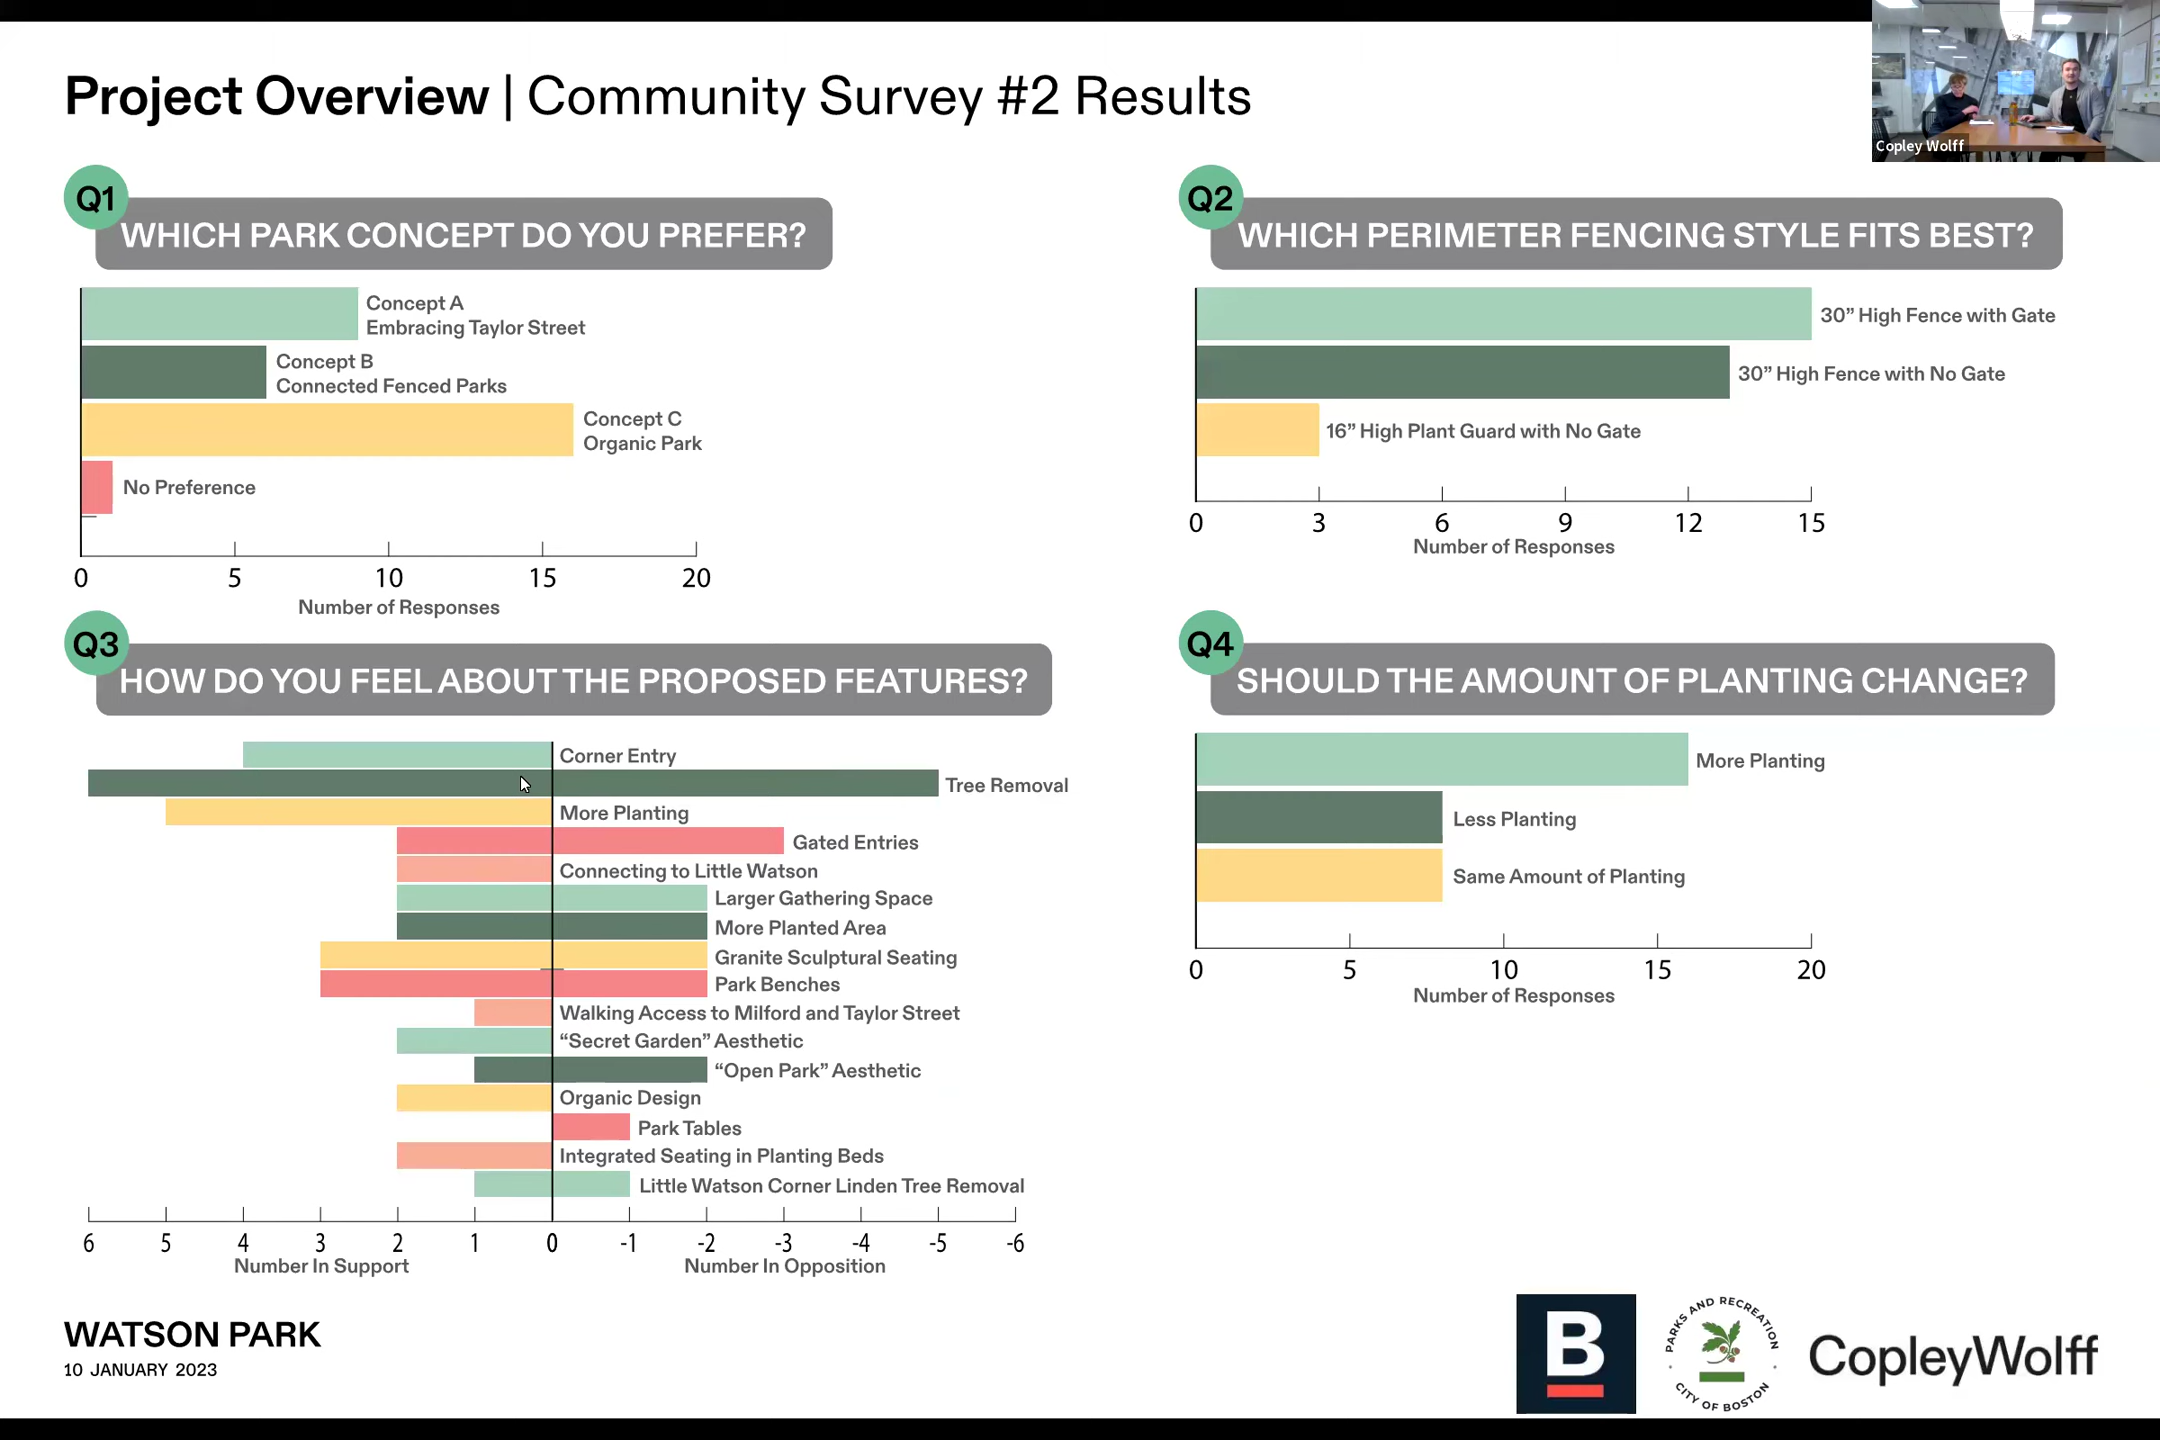 Project Overview | Community Survey #2 Results
Copley Wolff
Q1
WHICH PARK CONCEPT DO YOU PREFER?
Concept A
Embracing Taylor Street
Concept B
Connected Fenced Parks
Concept C
Organic Park
No Preference
0 5 10 15 20
Number of Responses
Q2
WHICH PERIMETER FENCING STYLE FITS BEST?
30” High Fence with Gate
30” High Fence with No Gate
16” High Plant Guard with No Gate
0 3 6 9 12 15
Number of Responses
Q3
HOW DO YOU FEEL ABOUT THE PROPOSED FEATURES?
Corner Entry
Tree Removal
More Planting
Gated Entries
Connecting to Little Watson
Larger Gathering Space
More Planted Area
Granite Sculptural Seating
Park Benches
Walking Access to Milford and Taylor Street
“Secret Garden” Aesthetic
“Open Park” Aesthetic
Organic Design
Park Tables
Integrated Seating in Planting Beds
Little Watson Corner Linden Tree Removal
6 5 4 3 2 1 0 -1 -2 -3 -4 -5 -6
Number In Support
Number In Opposition
Q4
SHOULD THE AMOUNT OF PLANTING CHANGE?
More Planting
Less Planting
Same Amount of Planting
0 5 10 15 20
Number of Responses
WATSON PARK
10 JANUARY 2023
B
PARKS AND RECREATION
CITY OF BOSTON
CopleyWolff